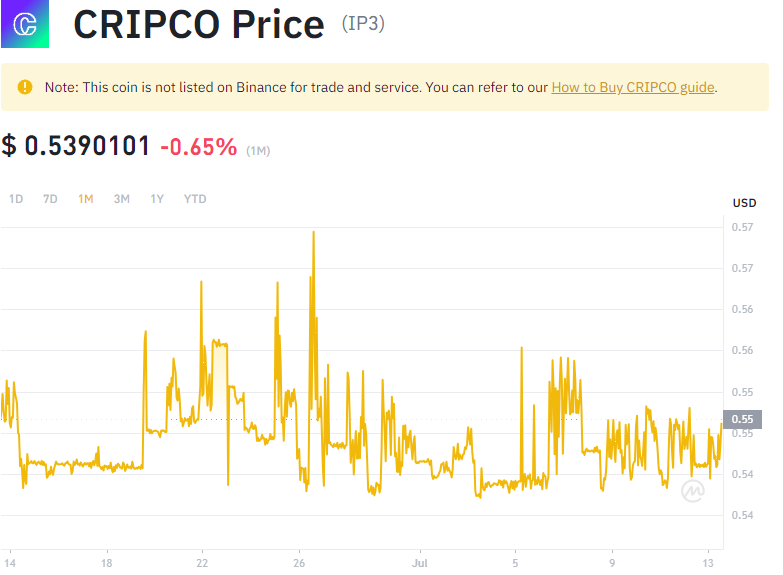 CRIPCO Price (IP3)
Note: This coin is not listed on Binance for trade and service. You can refer to our How to Buy CRIPCO guide.
$ 0.5390101 -0.65% (1M)
1D 7D 1M 3M 1Y YTD
USD
0.57
0.57
0.56
0.56
0.55
0.55
0.55
0.54
0.54
14 18 22 26 Jul 5 9 13